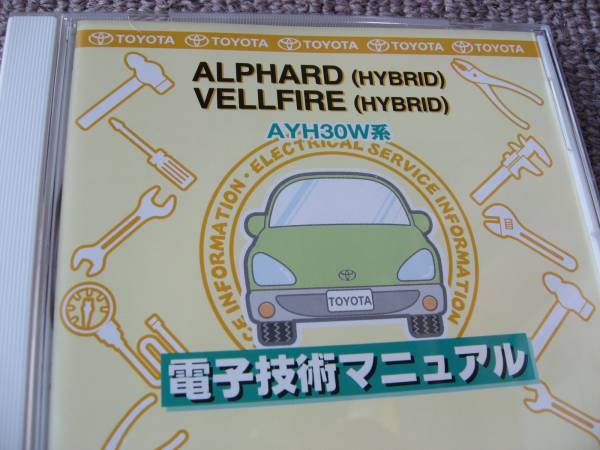 TOYOTA TOYOTA TOYOTA TOYOTA TOYOTA
ALPHARD (HYBRID)
VELLFIRE (HYBRID)
AYH30W系
INFORMATION・ELECTRICAL SERVICE INFORMATION
TOYOTA
電子技術マニュアル